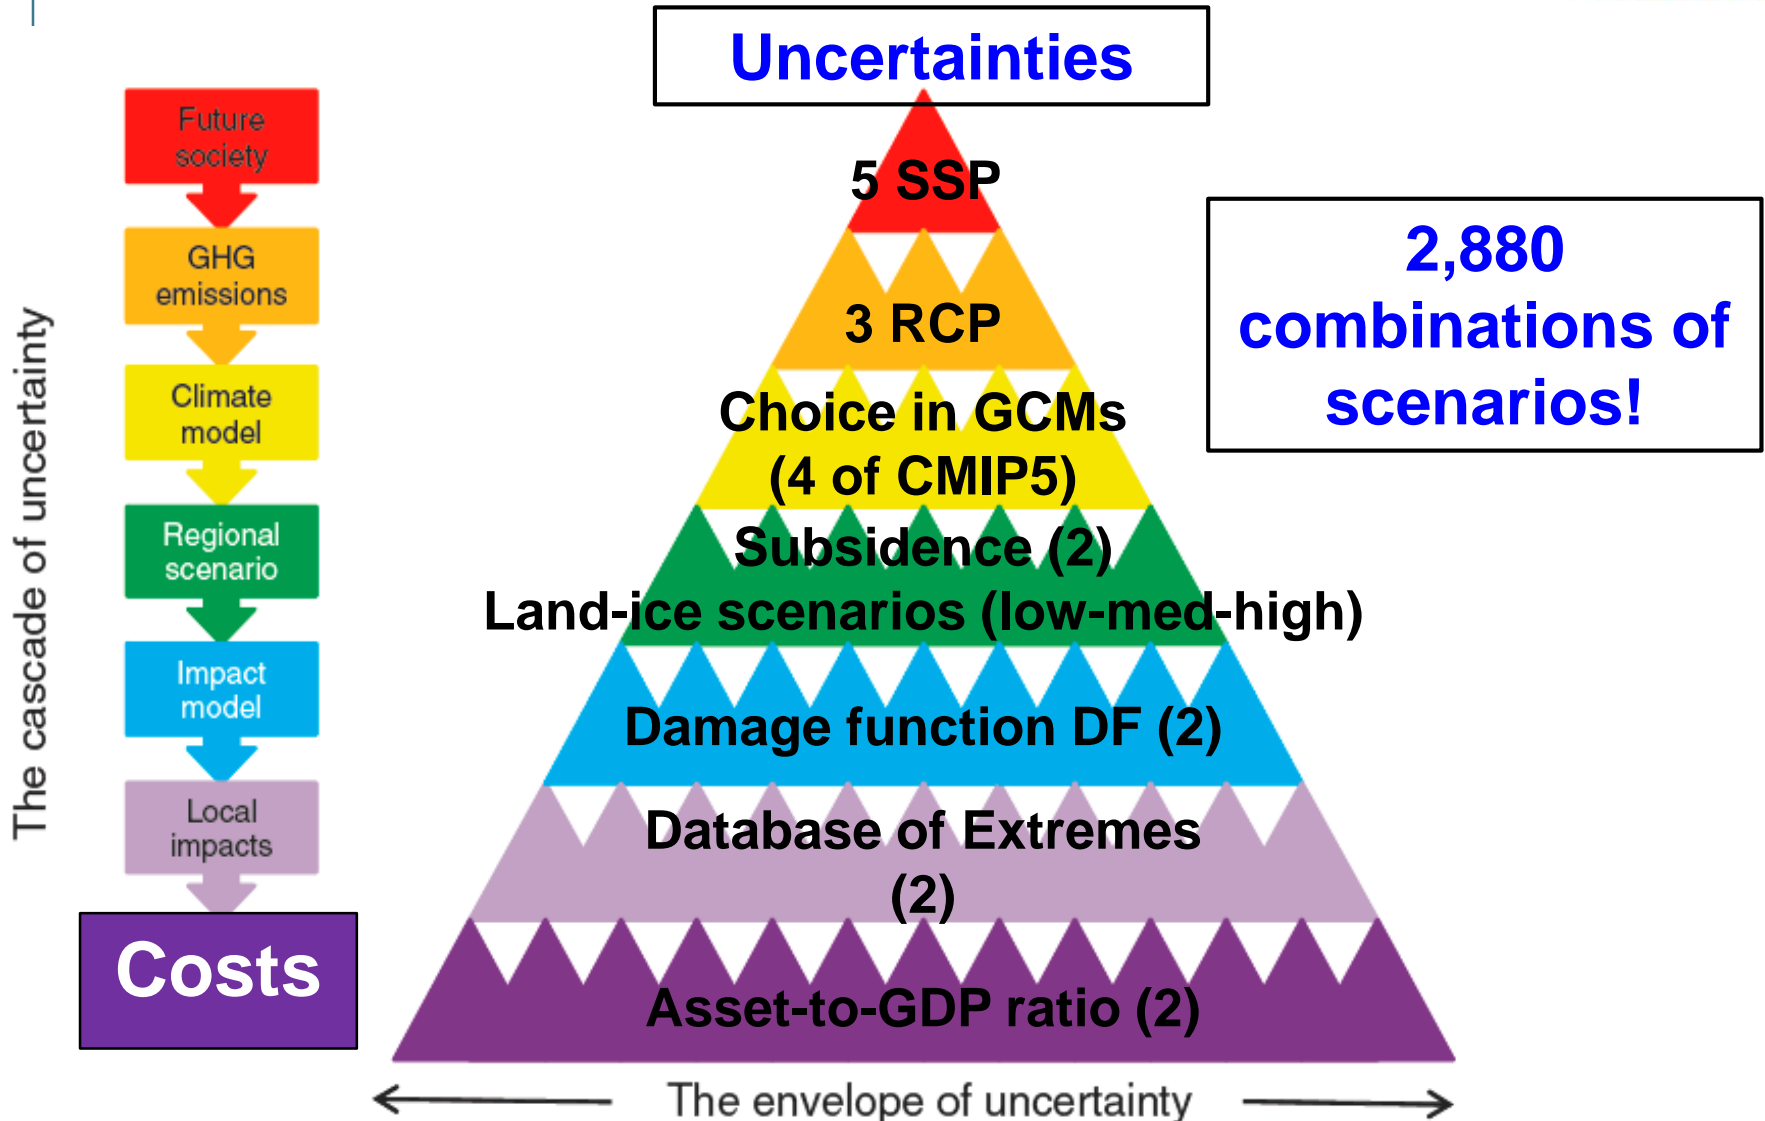 Uncertainties
The cascade of uncertainty
Future
society
GHG
emissions
Climate
model
Regional
scenario
Impact
model
Local
impacts
Costs
5 SSP
3 RCP
Choice in GCMs
(4 of CMIP5)
Subsidence (2)
Land-ice scenarios (low-med-high)
Damage function DF (2)
Database of Extremes
(2)
Asset-to-GDP ratio (2)
The envelope of uncertainty
2,880
combinations of
scenarios!